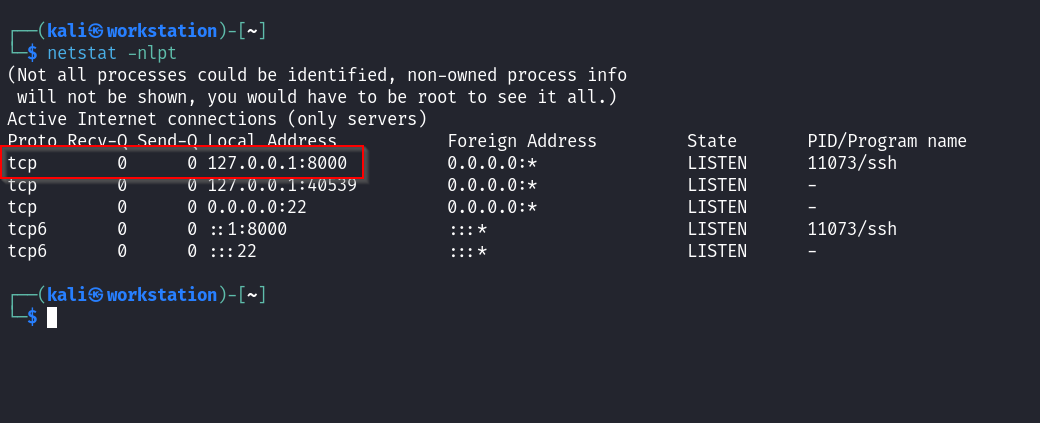 ┌──(kali㉿workstation)-[~]
└─$ netstat -nlpt
(Not all processes could be identified, non-owned process info
 will not be shown, you would have to be root to see it all.)
Active Internet connections (only servers)
Proto Recv-Q Send-Q Local Address           Foreign Address         State       PID/Program name
tcp        0      0 127.0.0.1:8000          0.0.0.0:*               LISTEN      11073/ssh
tcp        0      0 127.0.0.1:40539         0.0.0.0:*               LISTEN      -
tcp        0      0 0.0.0.0:22              0.0.0.0:*               LISTEN      -
tcp6       0      0 ::1:8000                :::*                    LISTEN      11073/ssh
tcp6       0      0 :::22                   :::*                    LISTEN      -
┌──(kali㉿workstation)-[~]
└─$